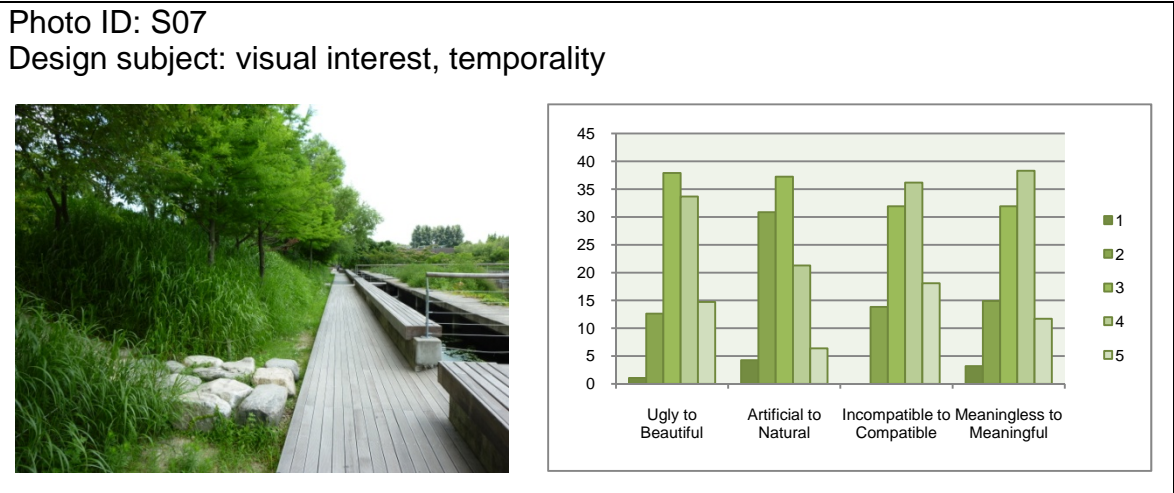 Photo ID: S07
Design subject: visual interest, temporality
45
40
35
30
25
20
15
10
5
0
Ugly to
Beautiful
Artificial to
Natural
Incompatible to
Compatible
Meaningless to
Meaningful
1
2
3
4
5